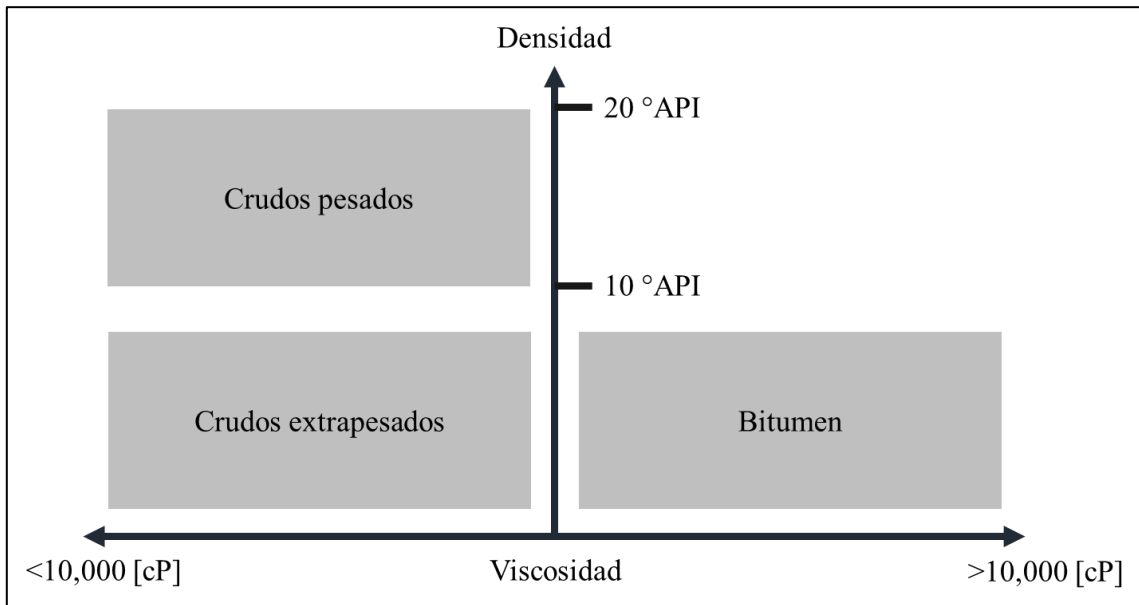 Densidad
20 °API
Crudos pesados
10 °API
Crudos extrapesados
Bitumen
<10,000 [cP]
Viscosidad
>10,000 [cP]